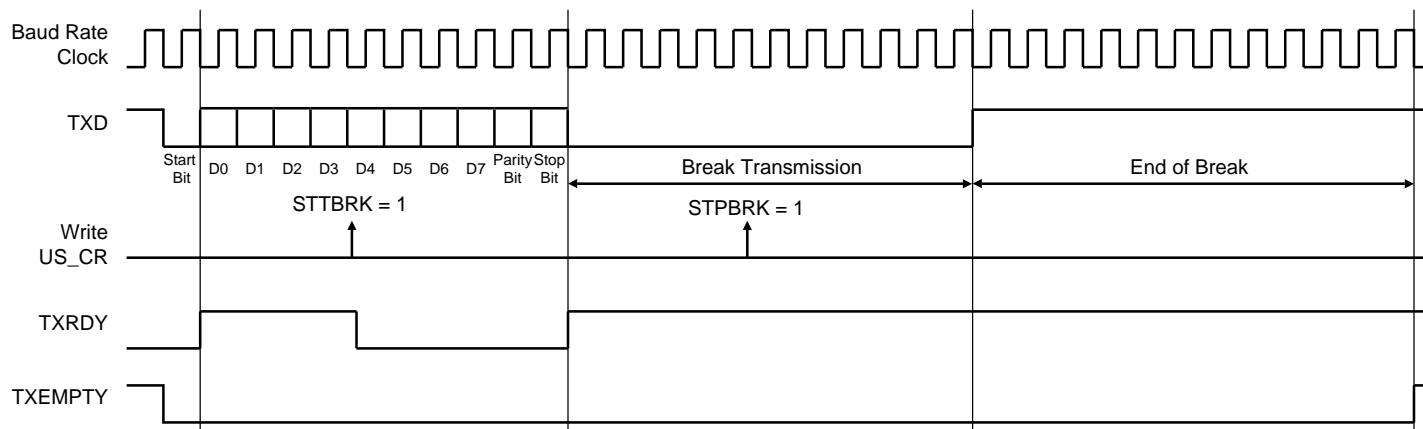 Baud Rate
Clock
TXD
Start
Bit
D0 D1 D2 D3 D4 D5 D6 D7
Parity
Bit
Stop
Bit
Break Transmission
End of Break
STTBRK = 1
STPBRK = 1
Write
US_CR
TXRDY
TXEMPTY